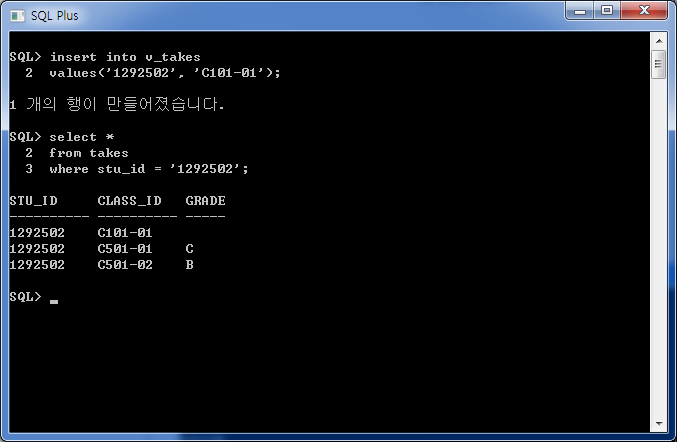 SQL Plus
SQL> insert into v_takes
2 values('1292502', 'C101-01');
1 개의 행이 만들어졌습니다.
SQL> select *
2 from takes
3 where stu_id = '1292502';
STU_ID CLASS_ID GRADE
---------- ---------- -----
1292502 C101-01
1292502 C501-01 C
1292502 C501-02 B
SQL> _